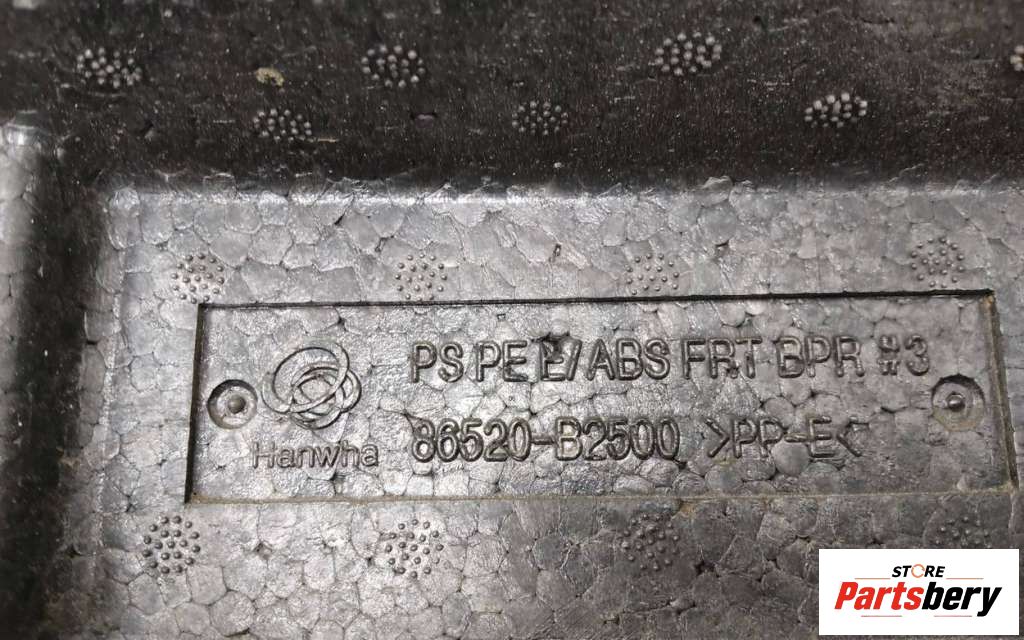 PS PE E/ABS FRT BPR #3
Hanwha
86520-B2500 >PP-E<
STORE
Partsbery